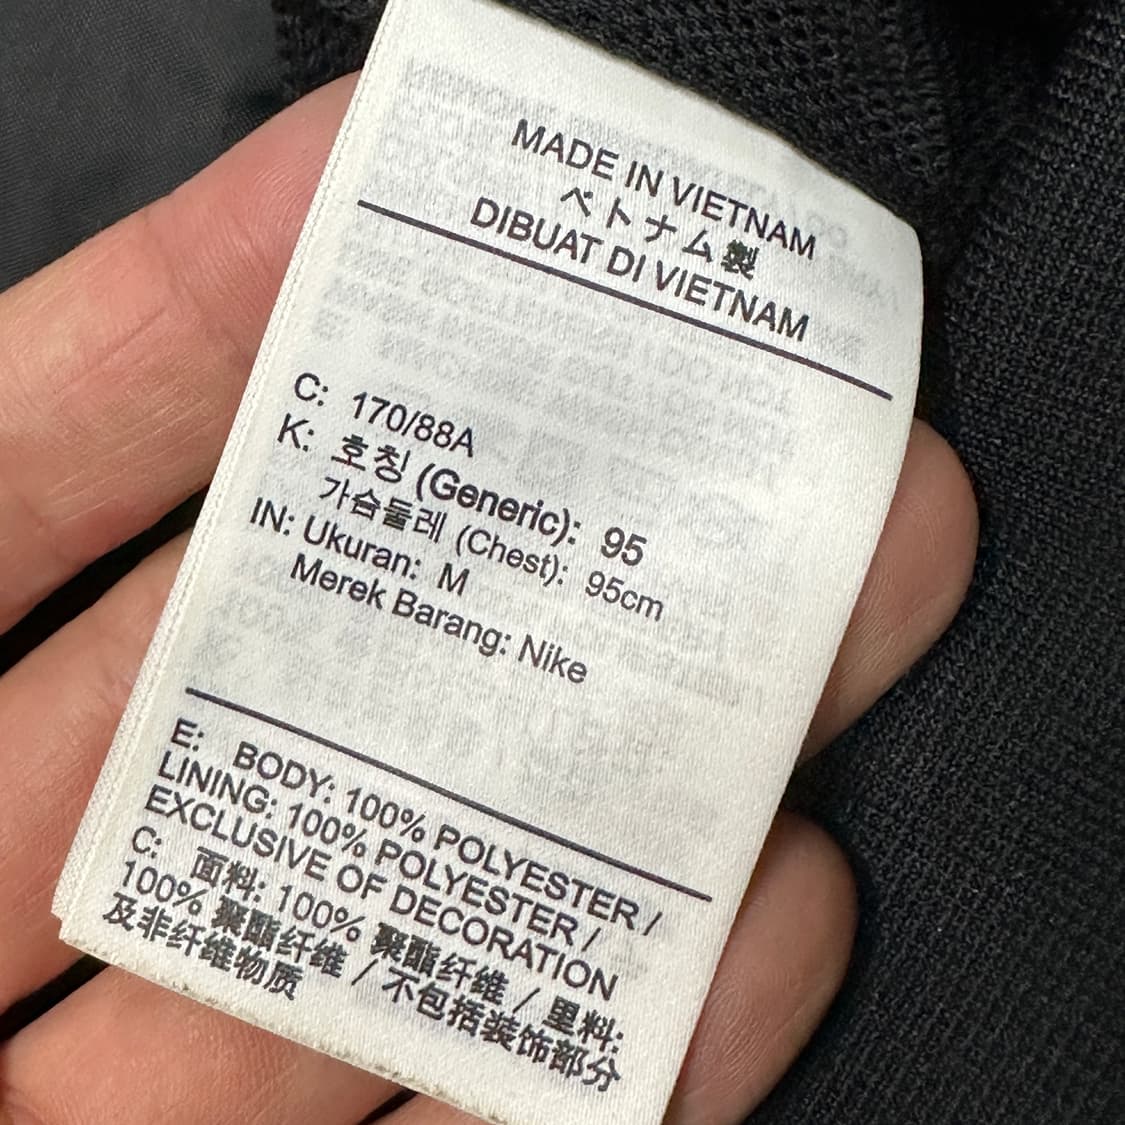 MADE IN VIETNAM
ベトナム製
DIBUAT DI VIETNAM
C: 170/88A
K: 호칭 (Generic): 95
가슴둘레 (Chest): 95cm
IN: Ukuran: M
Merek Barang: Nike
E: BODY: 100% POLYESTER /
LINING: 100% POLYESTER /
EXCLUSIVE OF DECORATION
C: 面料: 100% 聚酯纤维 / 里料:
100% 聚酯纤维 / 不包括装饰部分
及非纤维物质